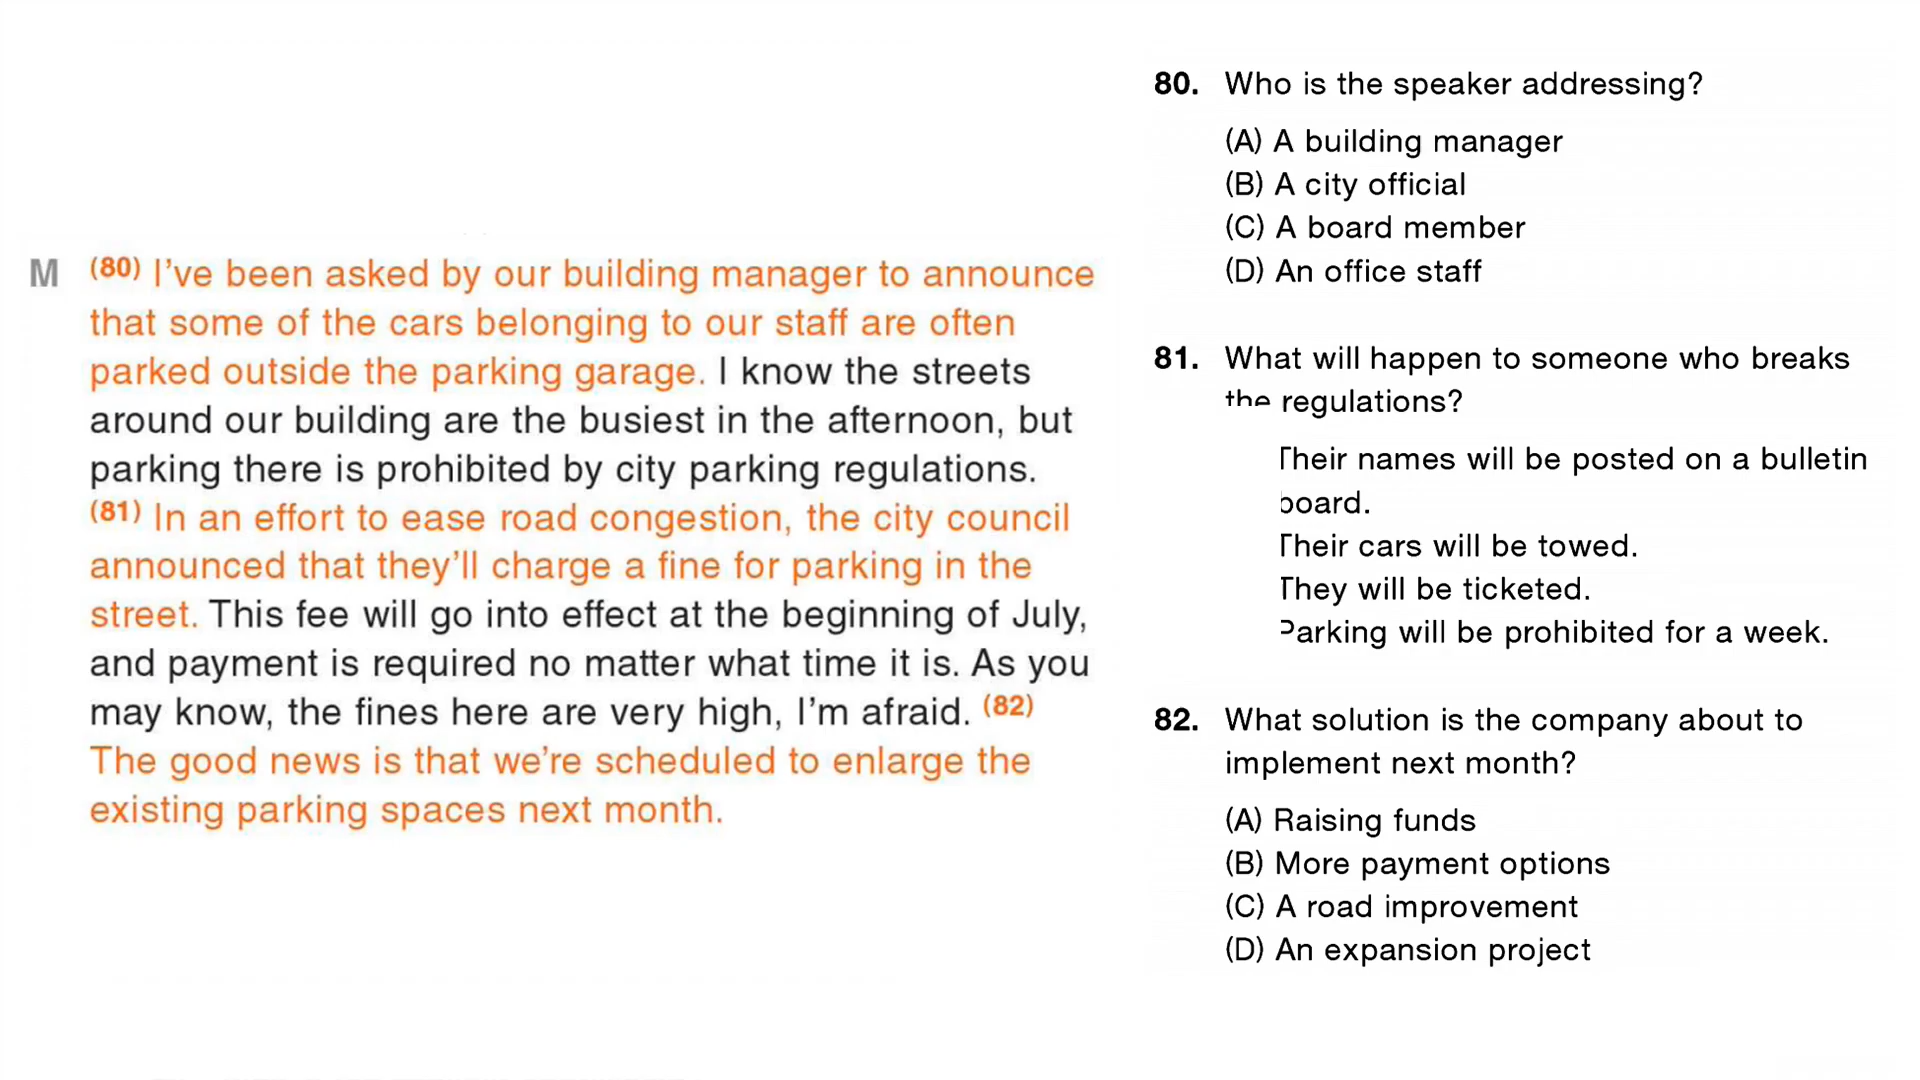 M (80) I've been asked by our building manager to announce
that some of the cars belonging to our staff are often
parked outside the parking garage. I know the streets
around our building are the busiest in the afternoon, but
parking there is prohibited by city parking regulations.
(81) In an effort to ease road congestion, the city council
announced that they'll charge a fine for parking in the
street. This fee will go into effect at the beginning of July,
and payment is required no matter what time it is. As you
may know, the fines here are very high, I'm afraid. (82)
The good news is that we're scheduled to enlarge the
existing parking spaces next month.
80. Who is the speaker addressing?
(A) A building manager
(B) A city official
(C) A board member
(D) An office staff
81. What will happen to someone who breaks
the regulations?
Their names will be posted on a bulletin
board.
Their cars will be towed.
They will be ticketed.
Parking will be prohibited for a week.
82. What solution is the company about to
implement next month?
(A) Raising funds
(B) More payment options
(C) A road improvement
(D) An expansion project